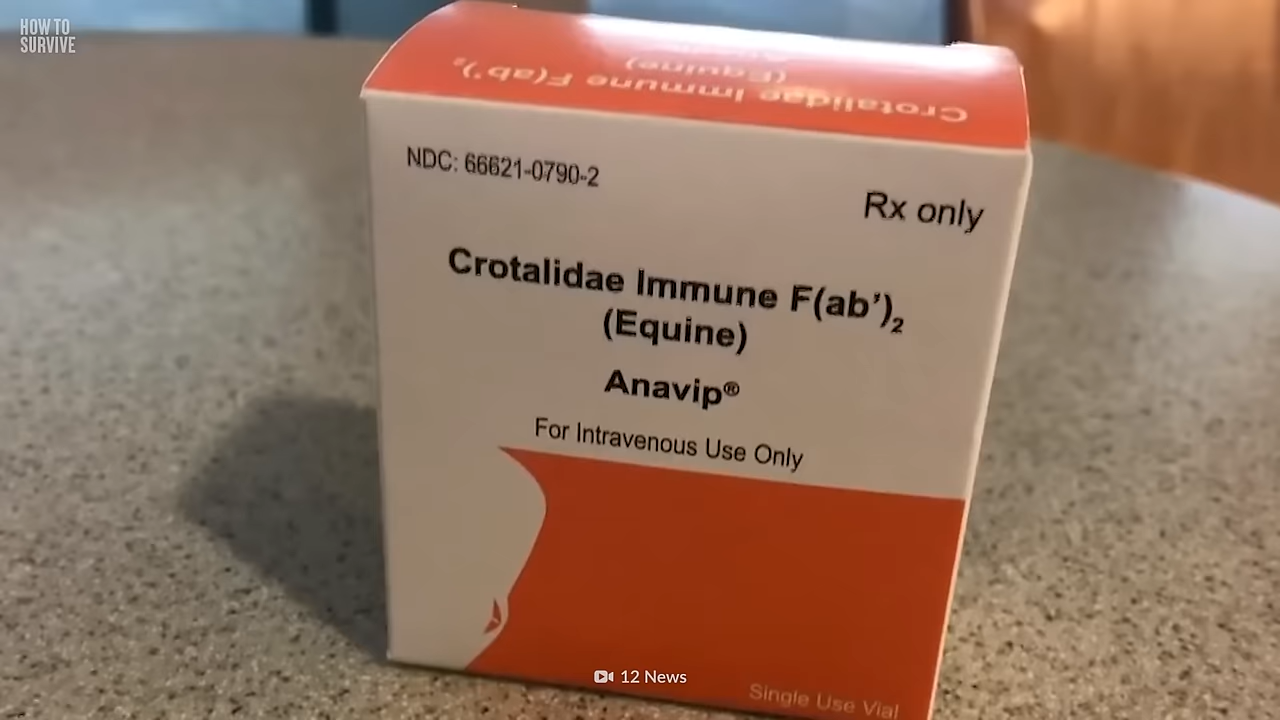 HOW TO
SURVIVE
Crotalidae Immune F(ab')₂
(Equine)
NDC: 66621-0790-2
Rx only
Crotalidae Immune F(ab')₂
(Equine)
Anavip®
For Intravenous Use Only
12 News
Single Use Vial